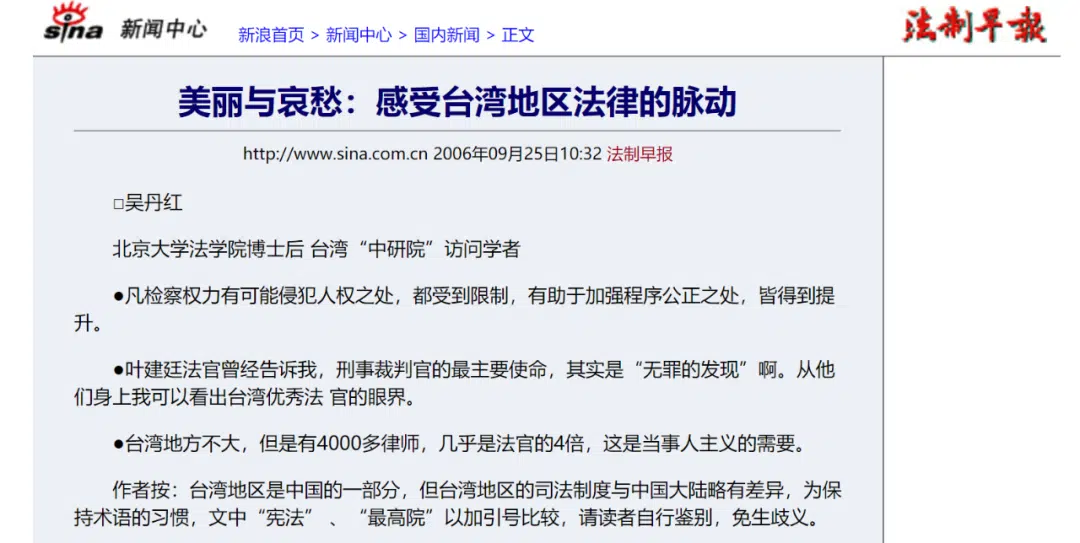 sina 新闻中心 新浪首页 > 新闻中心 > 国内新闻 > 正文 法制早報
美丽与哀愁：感受台湾地区法律的脉动
http://www.sina.com.cn 2006年09月25日10:32 法制早报
□吴丹红
北京大学法学院博士后 台湾“中研院”访问学者
●凡检察权力有可能侵犯人权之处，都受到限制，有助于加强程序公正之处，皆得到提
升。
●叶建廷法官曾经告诉我，刑事裁判官的最主要使命，其实是“无罪的发现”啊。从他
们身上我可以看出台湾优秀法 官的眼界。
●台湾地方不大，但是有4000多律师，几乎是法官的4倍，这是当事人主义的需要。
作者按：台湾地区是中国的一部分，但台湾地区的司法制度与中国大陆略有差异，为保
持术语的习惯，文中“宪法” 、“最高院”以加引号比较，请读者自行鉴别，免生歧义。